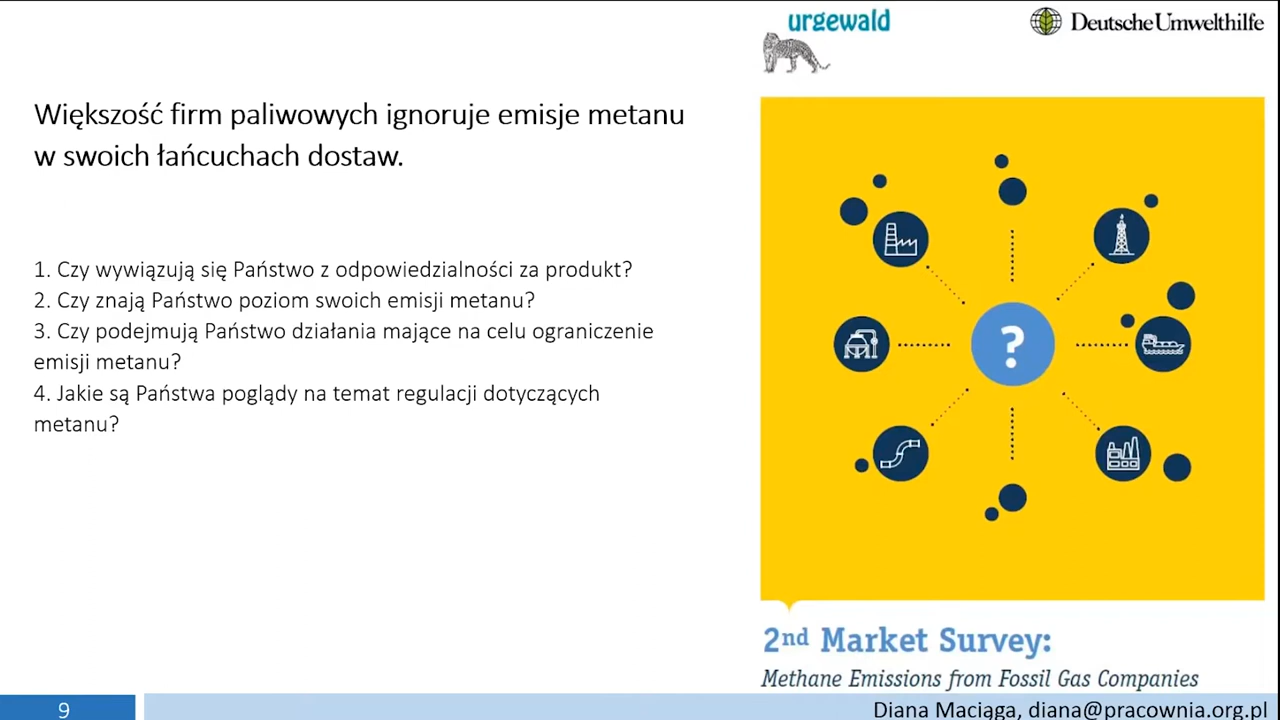 urgewald
Deutsche Umwelthilfe
Większość firm paliwowych ignoruje emisje metanu
w swoich łańcuchach dostaw.
1. Czy wywiązują się Państwo z odpowiedzialności za produkt?
2. Czy znają Państwo poziom swoich emisji metanu?
3. Czy podejmują Państwo działania mające na celu ograniczenie
emisji metanu?
4. Jakie są Państwa poglądy na temat regulacji dotyczących
metanu?
?
2nd Market Survey:
Methane Emissions from Fossil Gas Companies
9
Diana Maciąga, diana@pracownia.org.pl